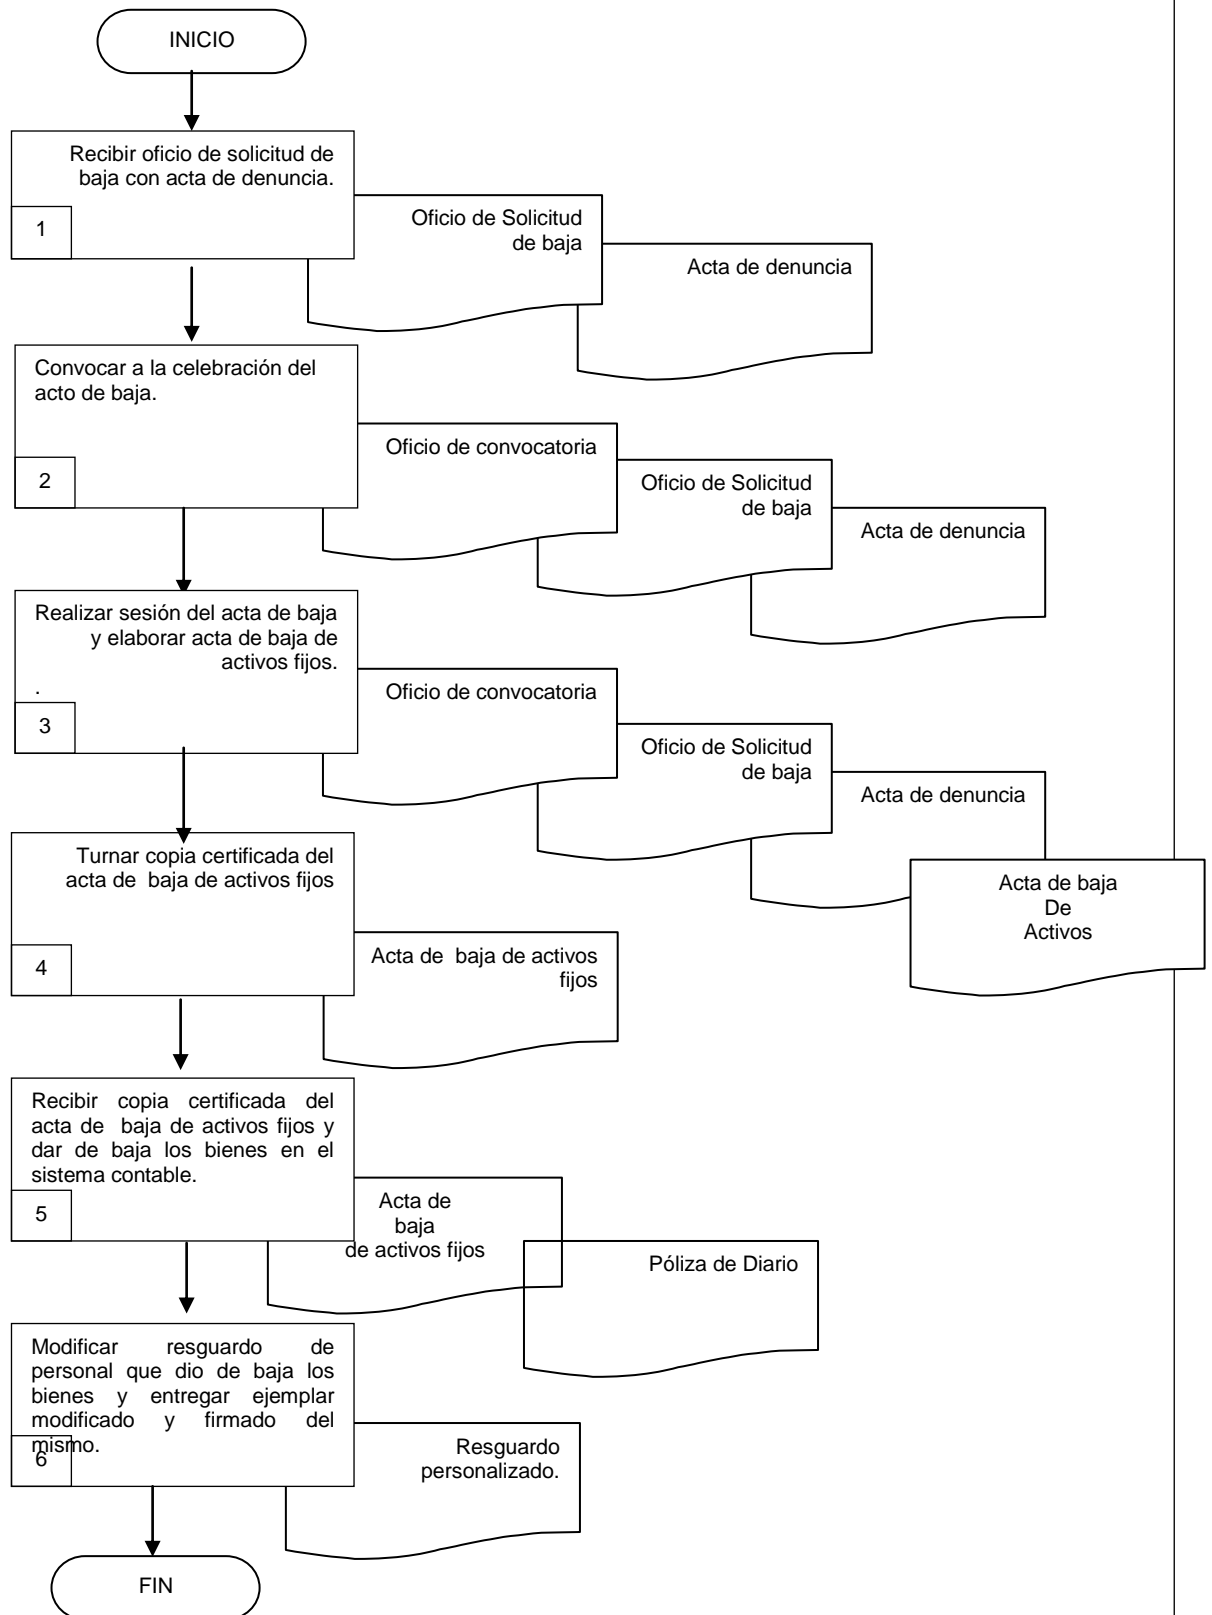 INICIO
Recibir oficio de solicitud de
baja con acta de denuncia.
1
Oficio de Solicitud
de baja
Acta de denuncia
Convocar a la celebración del
acto de baja.
2
Oficio de convocatoria
Oficio de Solicitud
de baja
Acta de denuncia
Realizar sesión del acta de baja
y elaborar acta de baja de
activos fijos.
.
3
Oficio de convocatoria
Oficio de Solicitud
de baja
Acta de denuncia
Acta de baja
De
Activos
Turnar copia certificada del
acta de baja de activos fijos
4
Acta de baja de activos
fijos
Recibir copia certificada del
acta de baja de activos fijos y
dar de baja los bienes en el
sistema contable.
5
Acta de
baja
de activos fijos
Póliza de Diario
Modificar resguardo de
personal que dio de baja los
bienes y entregar ejemplar
modificado y firmado del
mismo.
6
Resguardo
personalizado.
FIN